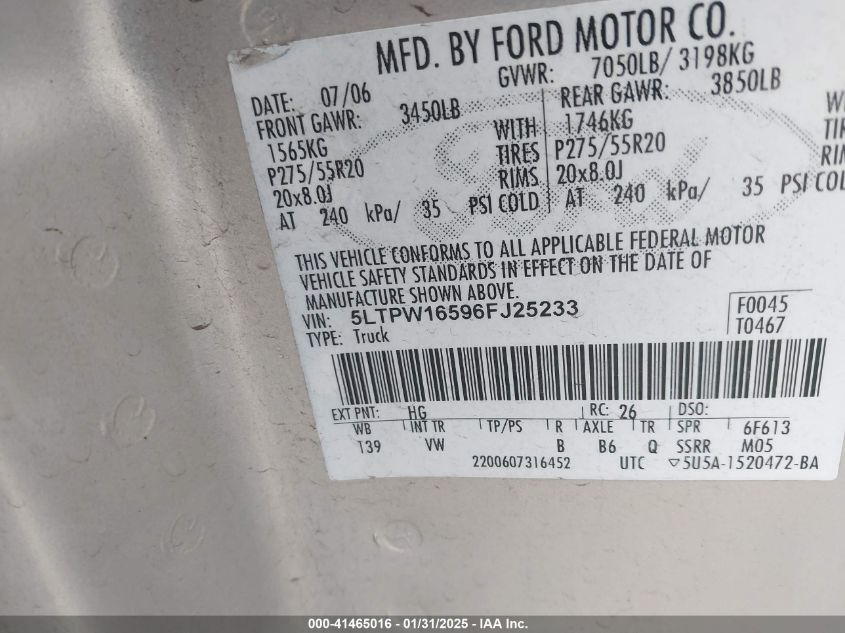 MFD. BY FORD MOTOR CO.
DATE: 07/06 GVWR: 7050LB/ 3198KG
FRONT GAWR: 3450LB REAR GAWR: 3850LB
1565KG WITH 1746KG
P275/55R20 TIRES P275/55R20
20x8.0J RIMS 20x8.0J
AT 240 kPa/ 35 PSI COLD AT 240 kPa/ 35 PSI COL
THIS VEHICLE CONFORMS TO ALL APPLICABLE FEDERAL MOTOR
VEHICLE SAFETY STANDARDS IN EFFECT ON THE DATE OF
MANUFACTURE SHOWN ABOVE.
VIN: 5LTPW16596FJ25233 F0045
TYPE: Truck T0467
EXT PNT: HG RC: 26 DSO:
WB INT TR TP/PS R AXLE TR SPR 6F613
139 VW B B6 Q SSRR M05
2200607316452 UTC ▽5U5A-1520472-BA
000-41465016 - 01/31/2025 - IAA Inc.